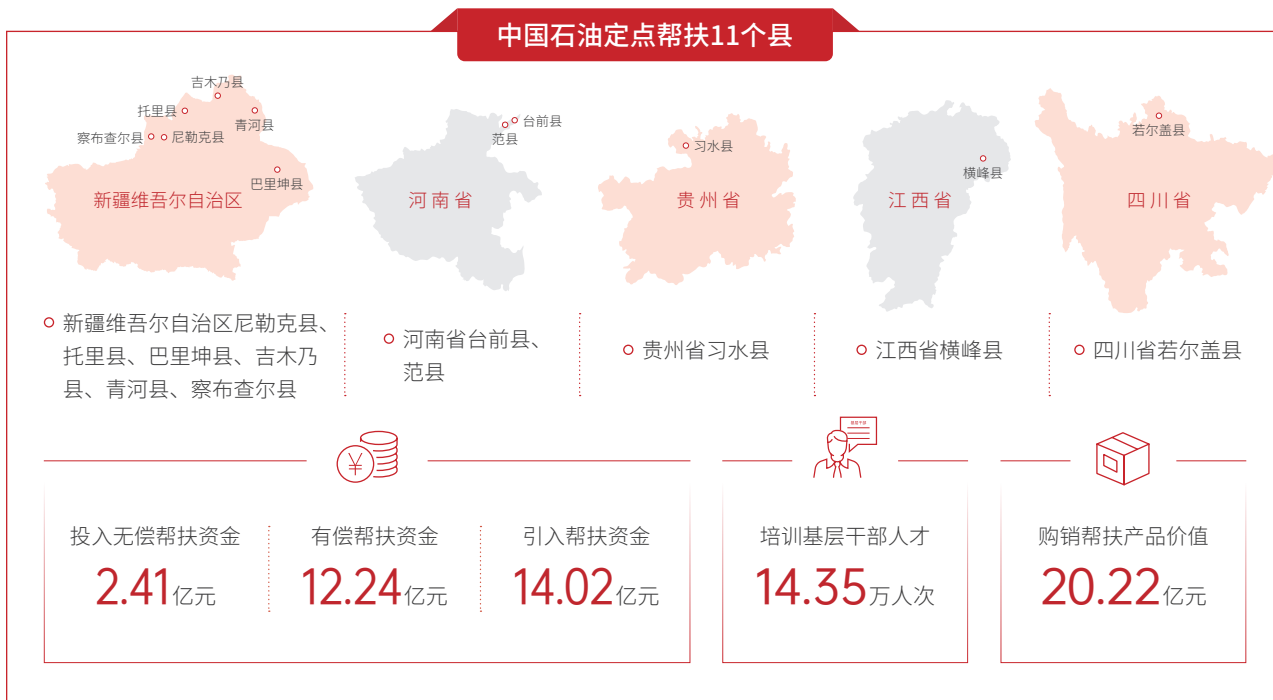 中国石油定点帮扶11个县
吉木乃县
托里县
青河县
察布查尔县
尼勒克县
巴里坤县
新疆维吾尔自治区
台前县
范县
河南省
习水县
贵州省
横峰县
江西省
若尔盖县
四川省
新疆维吾尔自治区尼勒克县、
托里县、巴里坤县、吉木乃
县、青河县、察布查尔县
河南省台前县、
范县
贵州省习水县
江西省横峰县
四川省若尔盖县
投入无偿帮扶资金
2.41亿元
有偿帮扶资金
12.24亿元
引入帮扶资金
14.02亿元
培训基层干部人才
14.35万人次
购销帮扶产品价值
20.22亿元